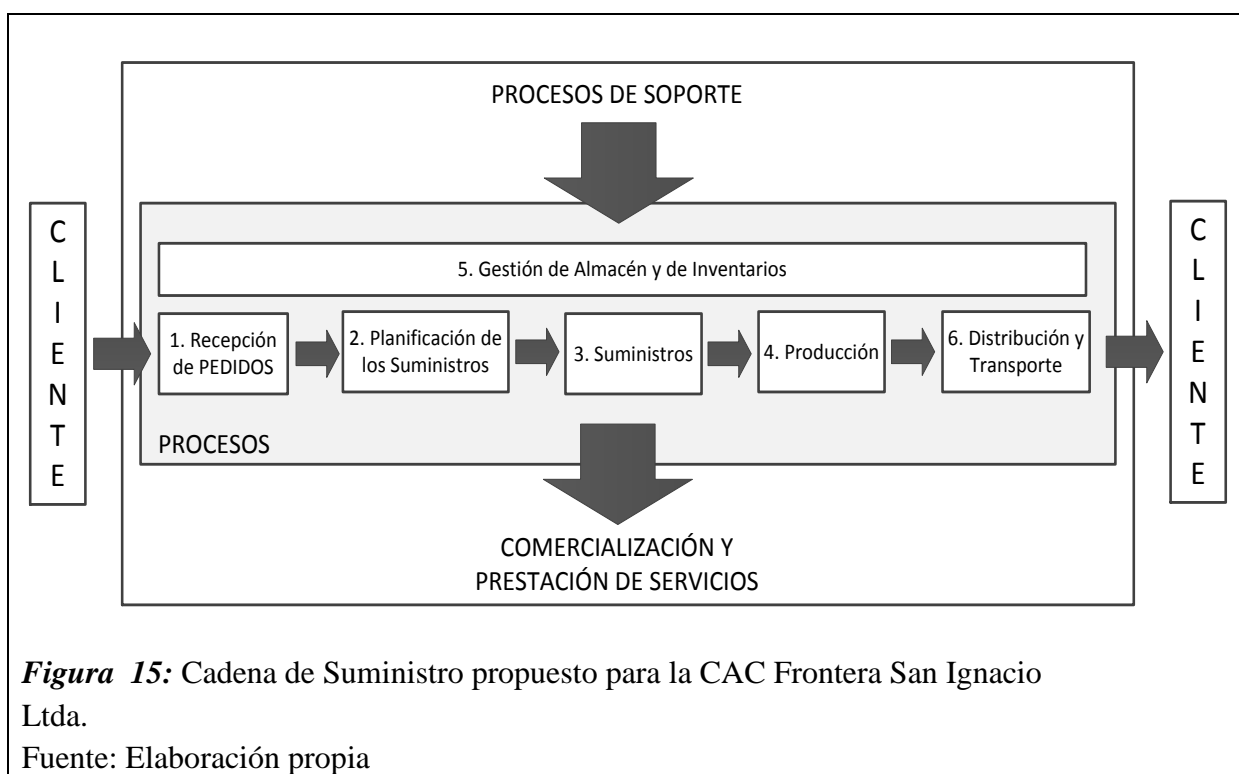 PROCESOS DE SOPORTE
C
L
I
E
N
T
E
5. Gestión de Almacén y de Inventarios
1. Recepción
de PEDIDOS
2. Planificación de
los Suministros
3. Suministros
4. Producción
6. Distribución y
Transporte
PROCESOS
C
L
I
E
N
T
E
COMERCIALIZACIÓN Y
PRESTACIÓN DE SERVICIOS
Figura 15: Cadena de Suministro propuesto para la CAC Frontera San Ignacio
Ltda.
Fuente: Elaboración propia